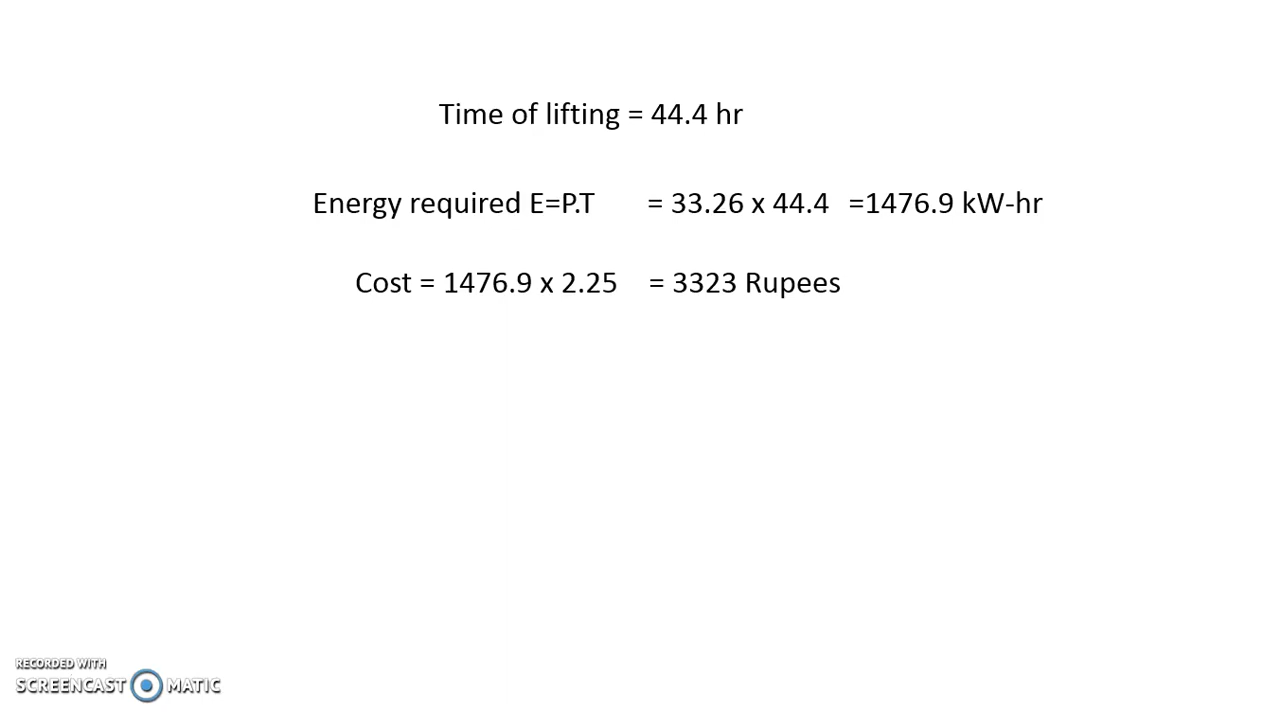 Time of lifting = 44.4 hr
Energy required E=P.T = 33.26 x 44.4 =1476.9 kW-hr
Cost = 1476.9 x 2.25 = 3323 Rupees
RECORDED WITH
SCREENCAST MATIC